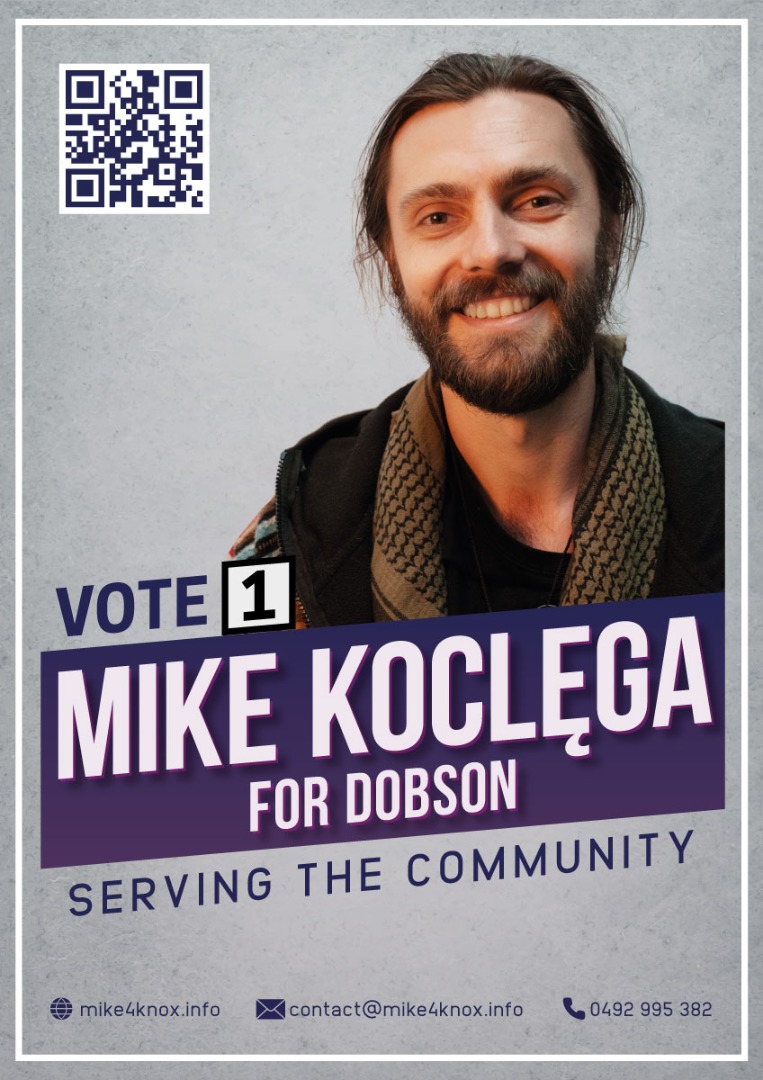 VOTE 1
MIKE KOCLĘGA
FOR DOBSON
SERVING THE COMMUNITY
mike4knox.info contact@mike4knox.info 0492 995 382